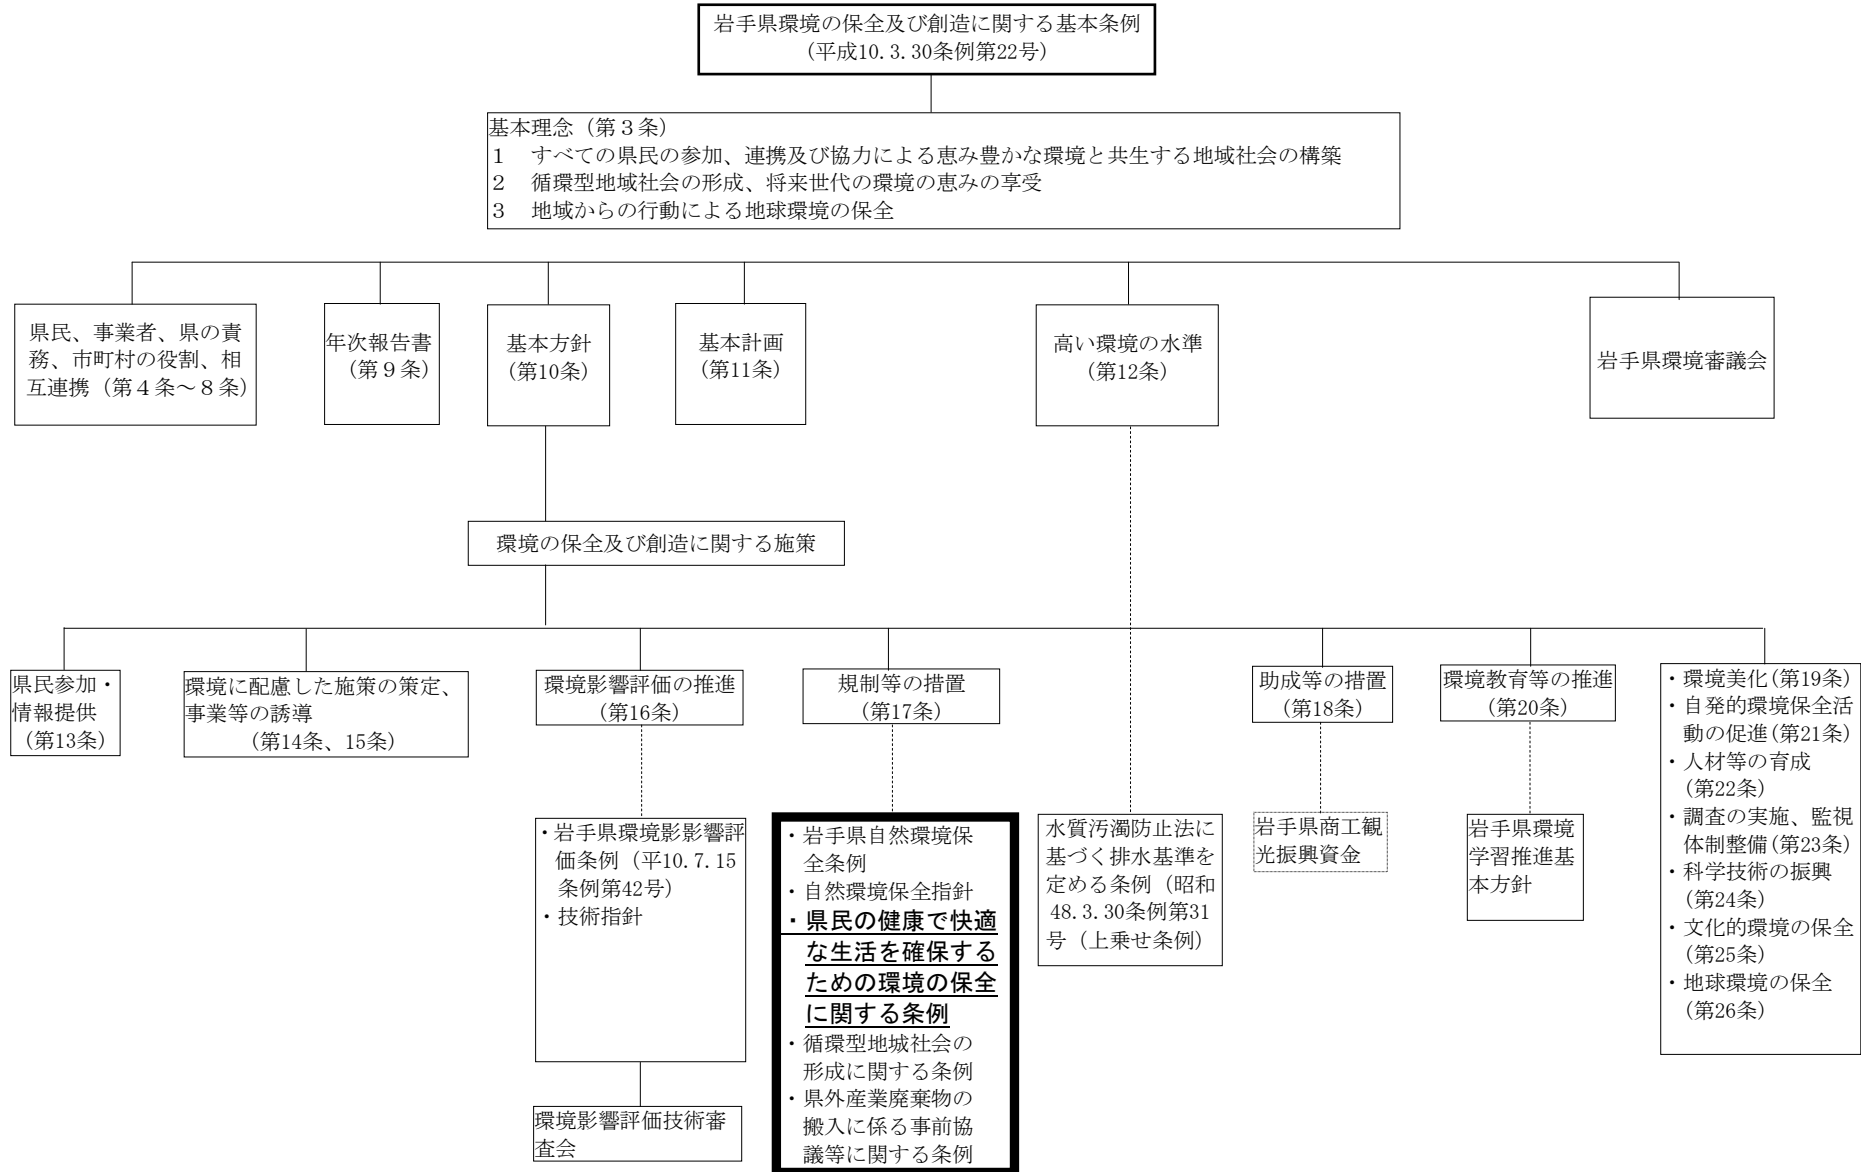 岩手県環境の保全及び創造に関する基本条例
（平成10.3.30条例第22号）
基本理念（第３条）
１　すべての県民の参加、連携及び協力による恵み豊かな環境と共生する地域社会の構築
２　循環型地域社会の形成、将来世代の環境の恵みの享受
３　地域からの行動による地球環境の保全
県民、事業者、県の責
務、市町村の役割、相
互連携（第４条～８条）
年次報告書
（第９条）
基本方針
（第10条）
基本計画
（第11条）
高い環境の水準
（第12条）
岩手県環境審議会
環境の保全及び創造に関する施策
県民参加・
情報提供
（第13条）
環境に配慮した施策の策定、
事業等の誘導
（第14条、15条）
環境影響評価の推進
（第16条）
規制等の措置
（第17条）
助成等の措置
（第18条）
環境教育等の推進
（第20条）
・環境美化(第19条)
・自発的環境保全活
動の促進(第21条)
・人材等の育成
（第22条）
・調査の実施、監視
体制整備(第23条)
・科学技術の振興
（第24条）
・文化的環境の保全
（第25条）
・地球環境の保全
（第26条）
・岩手県環境影影響評
価条例（平10.7.15
条例第42号）
・技術指針
環境影響評価技術審
査会
・岩手県自然環境保
全条例
・自然環境保全指針
・県民の健康で快適
な生活を確保する
ための環境の保全
に関する条例
・循環型地城社会の
形成に関する条例
・県外産業廃棄物の
搬入に係る事前協
議等に関する条例
水質汚濁防止法に
基づく排水基準を
定める条例（昭和
48.3.30条例第31
号（上乗せ条例）
岩手県商工観
光振興資金
岩手県環境
学習推進基
本方針